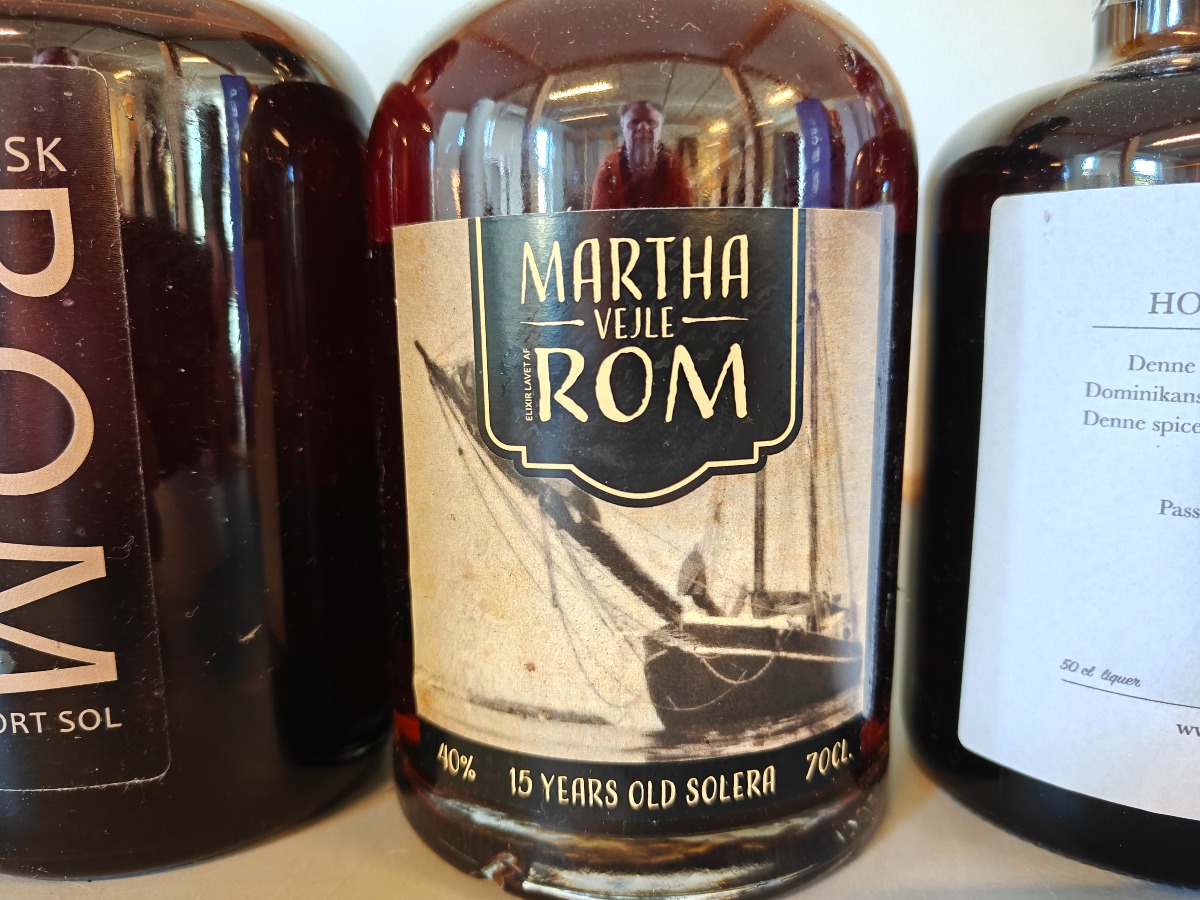 SK
ROM
ORT SOL
MARTHA
VEJLE
ELIXIR LAVET AF
ROM
40% 15 YEARS OLD SOLERA 70CL.
HO
Denne
Dominikans
Denne spice
Pass
50 cl liquer